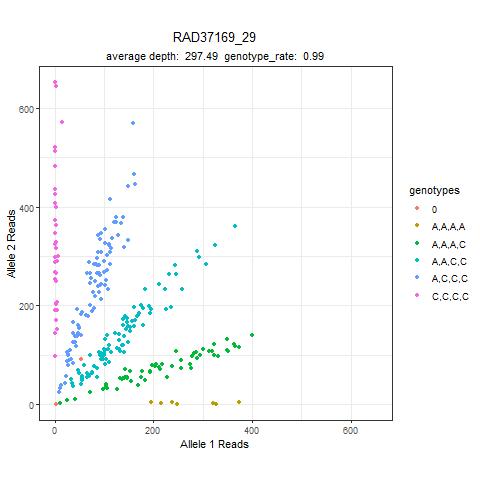 RAD37169_29
average depth: 297.49 genotype_rate: 0.99
600
400
200
0
Allele 2 Reads
0 200 400 600
Allele 1 Reads
genotypes
0
A.A.A.A
A.A.A.C
A.A.C.C
A.C.C.C
C.C.C.C